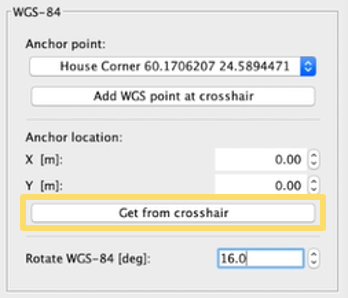 WGS-84
Anchor point:
House Corner 60.1706207 24.5894471
Add WGS point at crosshair
Anchor location:
X [m]: 0.00
Y [m]: 0.00
Get from crosshair
Rotate WGS-84 [deg]: 16.0